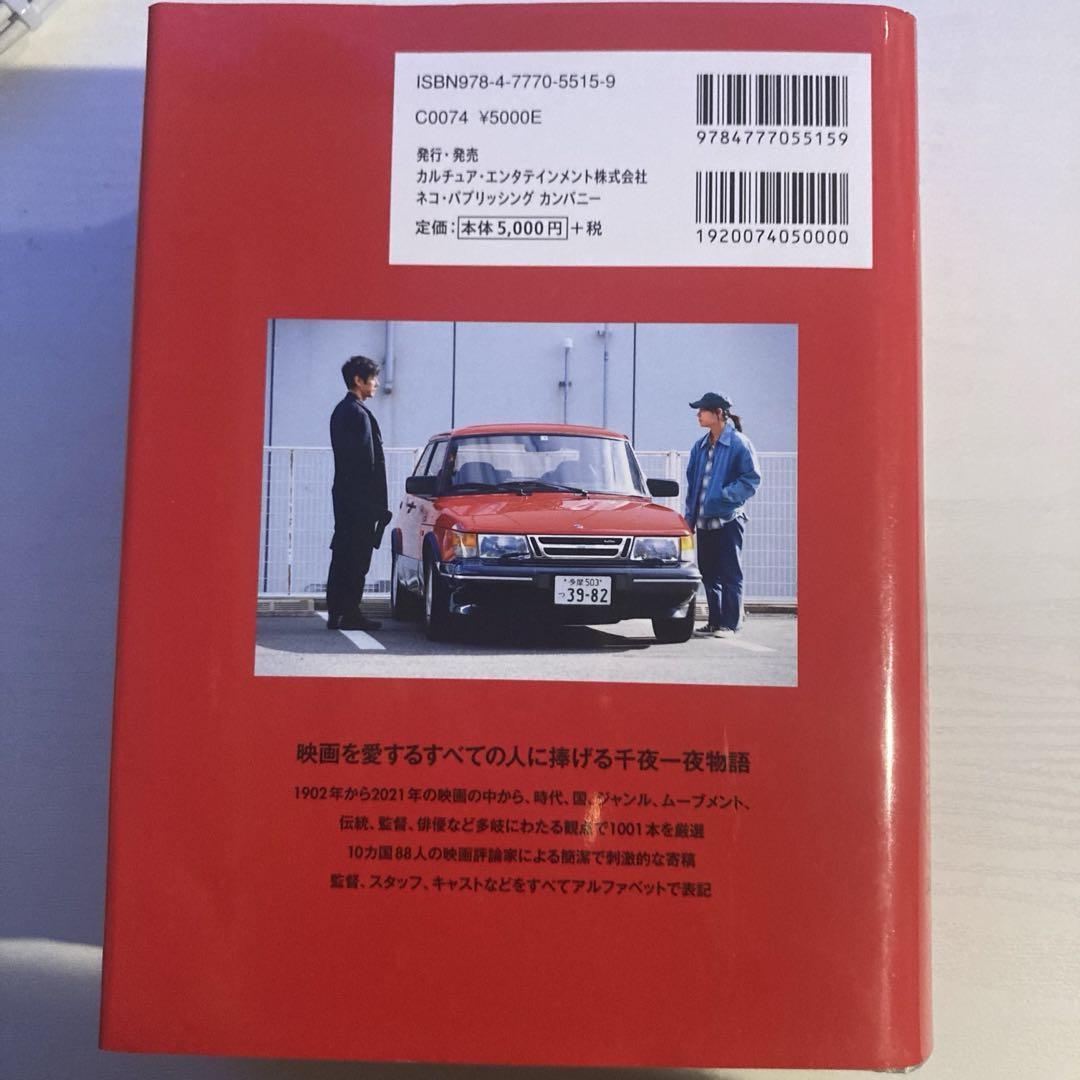 ISBN978-4-7770-5515-9
C0074 ¥5000E
発行・発売
カルチュア・エンタテインメント株式会社
ネコ・パブリッシング カンパニー
定価：本体5,000円＋税
9784777055159
1920074050000
多摩 503
つ 39-82
映画を愛するすべての人に捧げる千夜一夜物語
1902年から2021年の映画の中から、時代、国、ジャンル、ムーブメント、
伝統、監督、俳優など多岐にわたる観点で1001本を厳選
10カ国88人の映画評論家による簡潔で刺激的な寄稿
監督、スタッフ、キャストなどをすべてアルファベットで表記